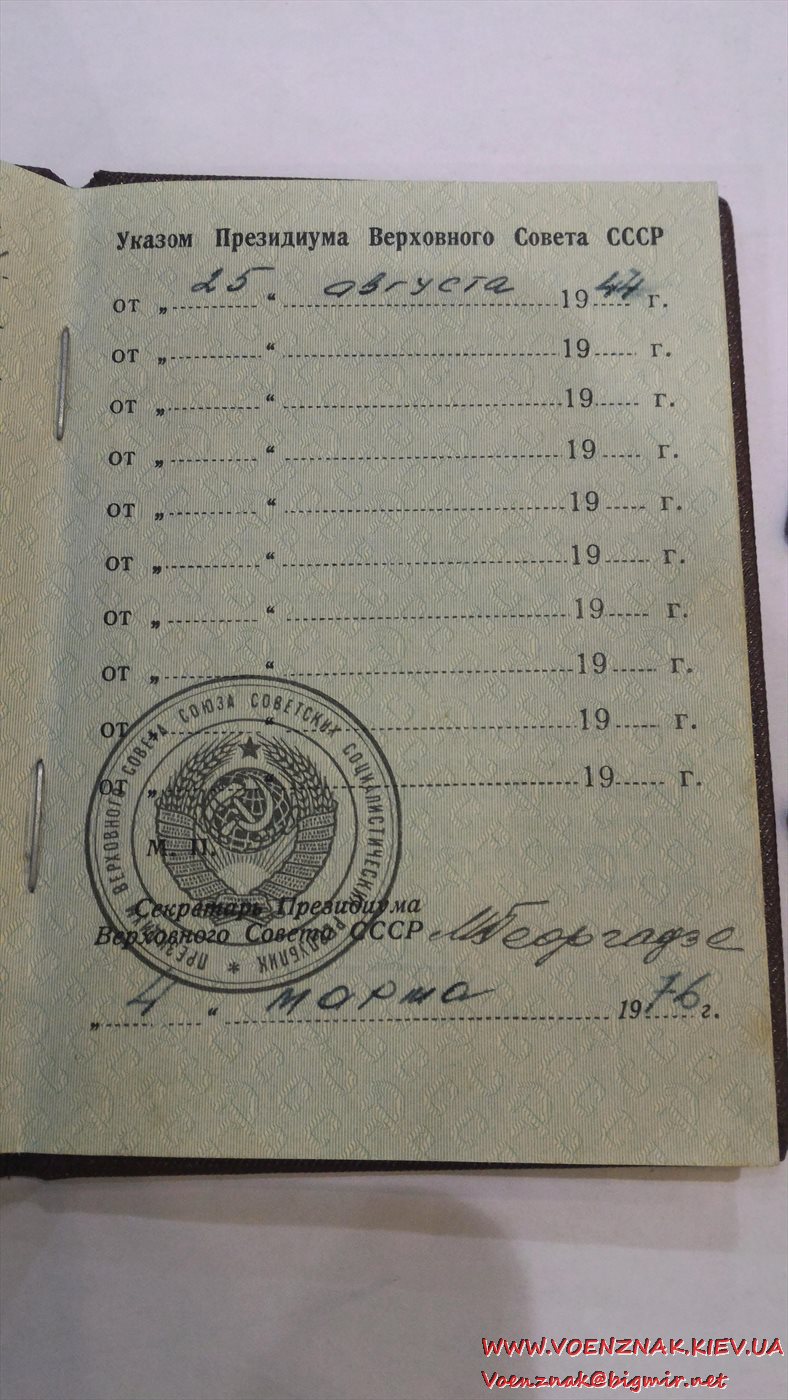 Указом Президиума Верховного Совета СССР
от „ 25 “ августа 1944 г.
от „ “ 19 г.
от „ “ 19 г.
от „ “ 19 г.
от „ “ 19 г.
от „ “ 19 г.
от „ “ 19 г.
от „ “ 19 г.
от „ “ 19 г.
от „ “ 19 г.
ПРЕЗИДИУМ ВЕРХОВНОГО СОВЕТА СОЮЗА СОВЕТСКИХ СОЦИАЛИСТИЧЕСКИХ РЕСПУБЛИК *
М. П.
Секретарь Президиума
Верховного Совета СССР М Георгадзе
„ 4 “ марта 1976 г.
WWW.VOENZNAK.KIEV.UA
Voenznak@bigmir.net